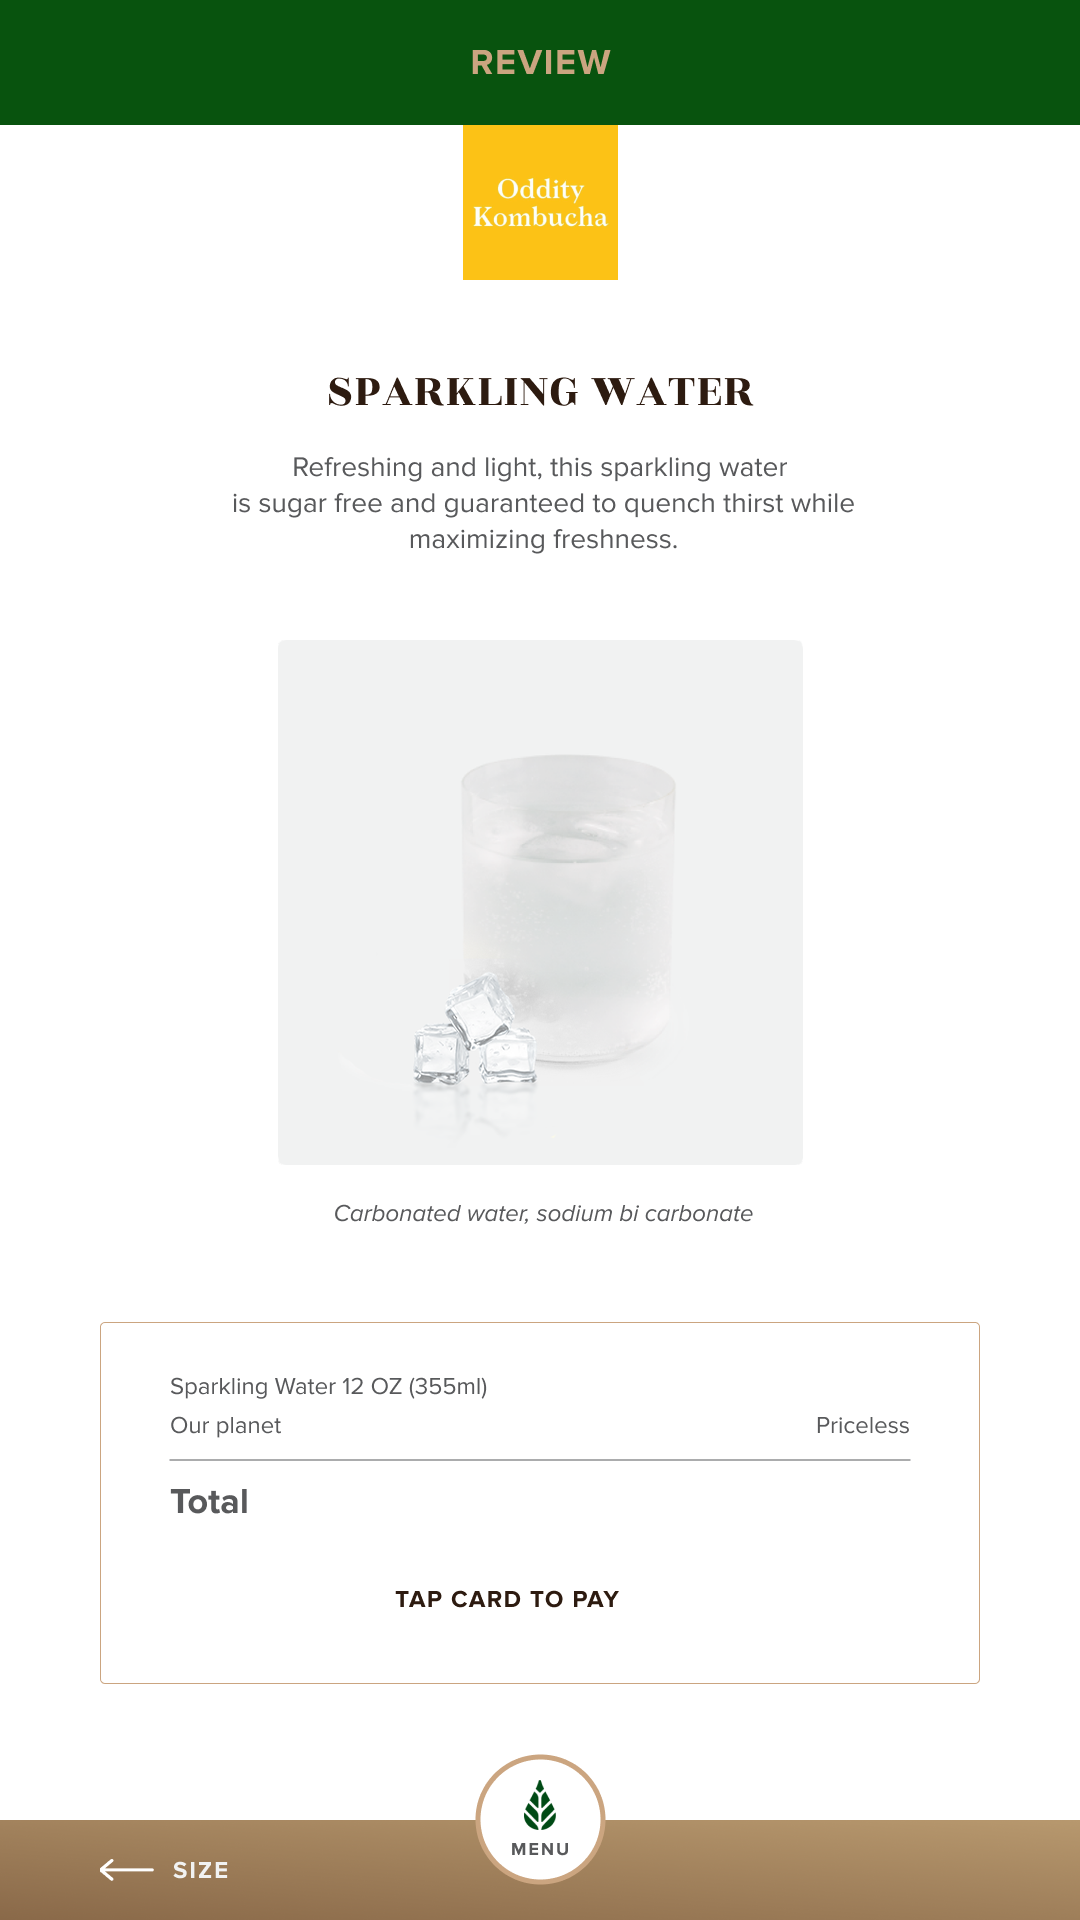 REVIEW
Oddity
Kombucha
SPARKLING WATER
Refreshing and light, this sparkling water
is sugar free and guaranteed to quench thirst while
maximizing freshness.
Carbonated water, sodium bi carbonate
Sparkling Water 12 OZ (355ml)
Our planet Priceless
Total
TAP CARD TO PAY
MENU
SIZE